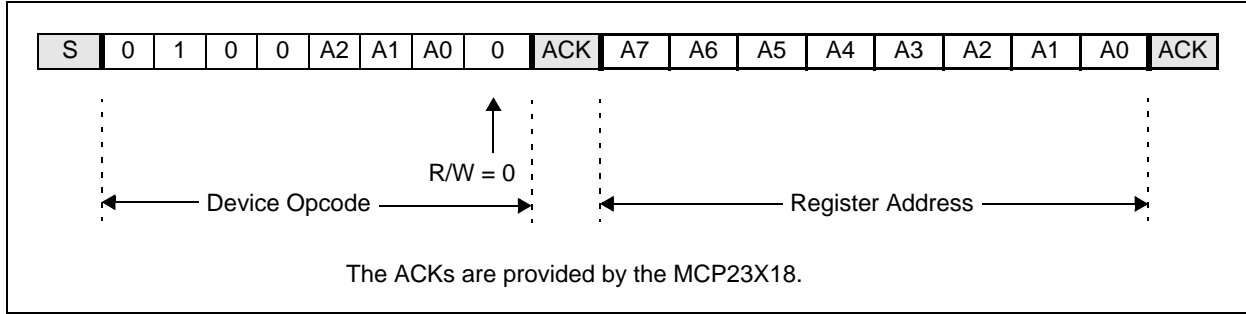 S 0 1 0 0 A2 A1 A0 0 ACK A7 A6 A5 A4 A3 A2 A1 A0 ACK
R/W = 0
Device Opcode Register Address
The ACKs are provided by the MCP23X18.